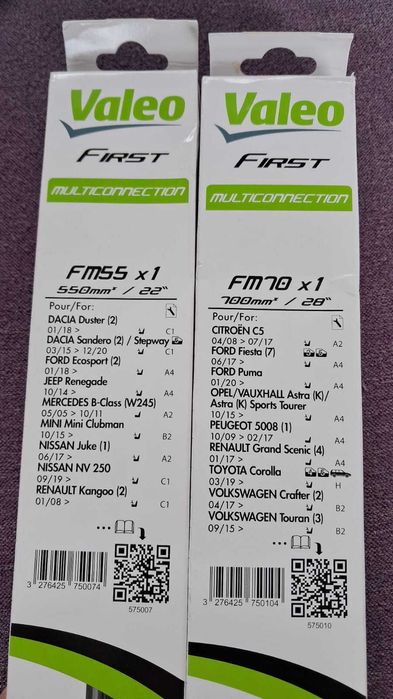 Valeo
FIRST
MULTICONNECTION
FM55 x1
550mm* / 22"
Pour/For:
DACIA Duster (2)
01/18 > C1
DACIA Sandero (2) / Stepway
03/15 > 12/20 C1
FORD Ecosport (2)
01/18 > A4
JEEP Renegade
10/14 > A4
MERCEDES B-Class (W245)
05/05 > 10/11 A2
MINI Mini Clubman
10/15 > B2
NISSAN Juke (1)
06/17 > A2
NISSAN NV 250
09/19 > C1
RENAULT Kangoo (2)
01/08 > C1
...
3 276425 750074
575007
Valeo
FIRST
MULTICONNECTION
FM70 x1
700mm* / 28"
Pour/For:
CITROËN C5
04/08 > 07/17 A2
FORD Fiesta (7)
06/17 > A4
FORD Puma
01/20 > A4
OPEL/VAUXHALL Astra (K)/
Astra (K) Sports Tourer
10/15 > A4
PEUGEOT 5008 (1)
10/09 > 02/17 A4
RENAULT Grand Scenic (4)
01/17 > A4
TOYOTA Corolla
03/19 > H
VOLKSWAGEN Crafter (2)
04/17 > B2
VOLKSWAGEN Touran (3)
09/15 > B2
...
3 276425 750104
575010